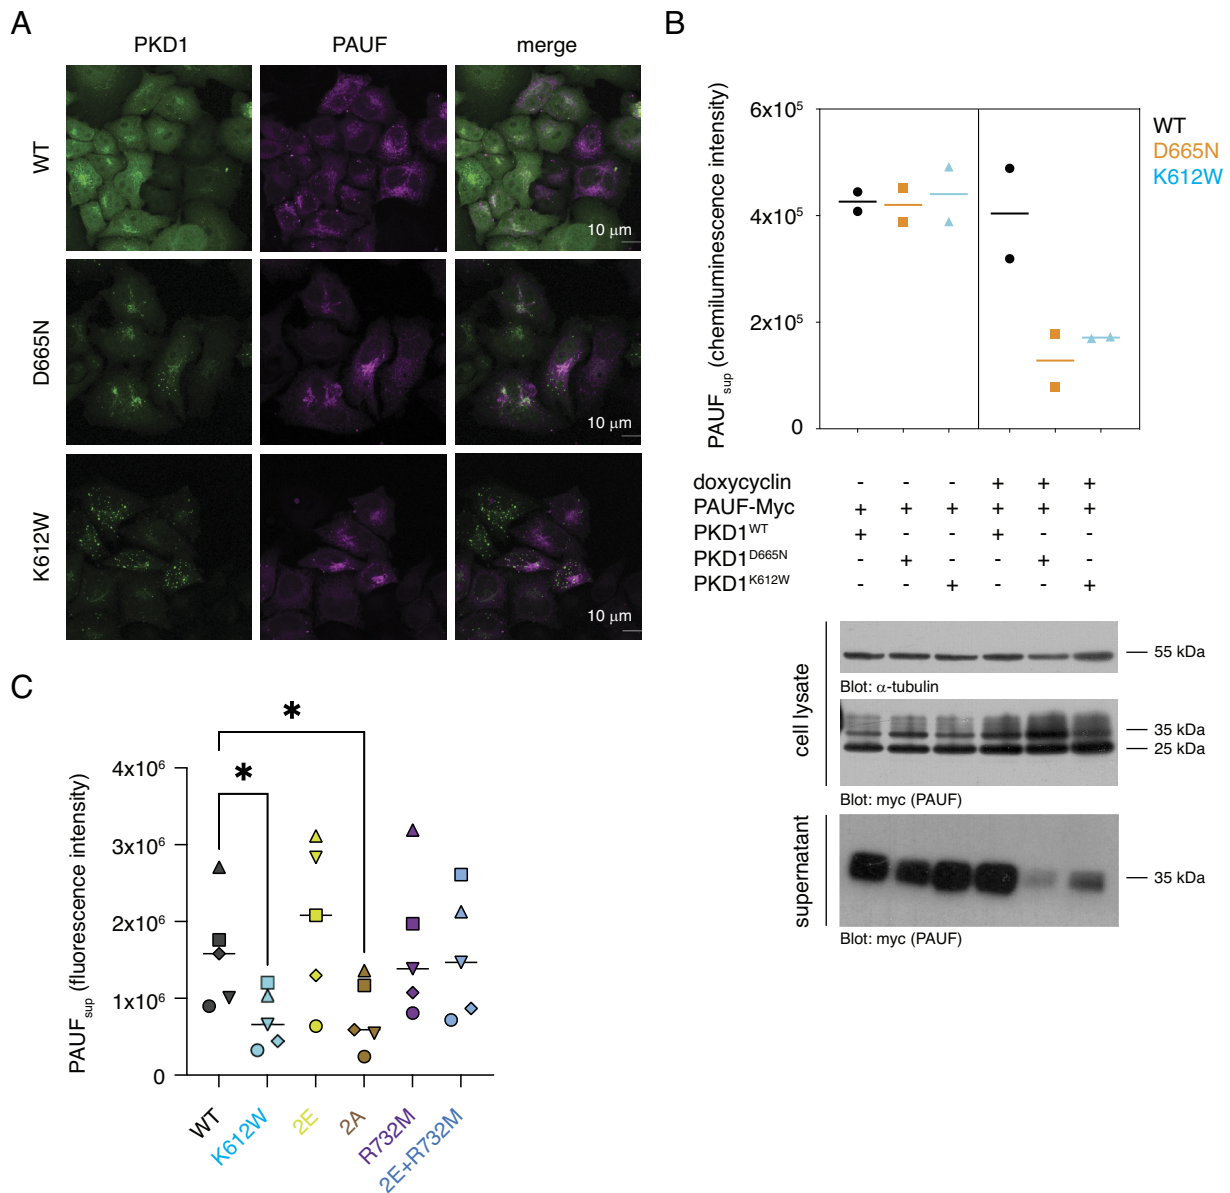 A
PKD1 PAUF merge
WT
10 µm
D665N
10 µm
K612W
10 µm
B
PAUFsup (chemiluminescence intensity)
6x10⁵
4x10⁵
2x10⁵
0
WT
D665N
K612W
doxycyclin - - - + + +
PAUF-Myc + + + + + +
PKD1ᵂᵀ + - - + - -
PKD1ᴰ⁶⁶⁵ᴺ - + - - + -
PKD1ᴷ⁶¹²ᵂ - - + - - +
cell lysate
55 kDa
Blot: α-tubulin
35 kDa
25 kDa
Blot: myc (PAUF)
supernatant
35 kDa
Blot: myc (PAUF)
C
PAUFsup (fluorescence intensity)
4x10⁶
3x10⁶
2x10⁶
1x10⁶
0
* *
WT K612W 2E 2A R732M 2E+R732M